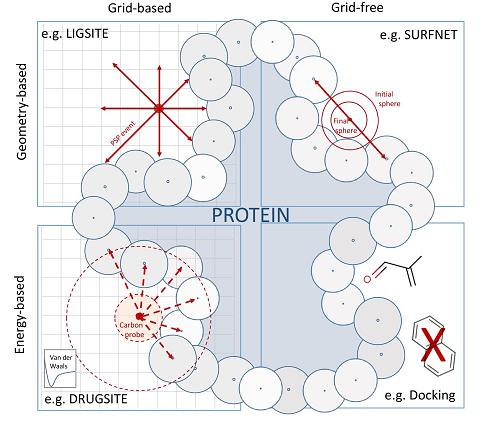 Grid-based
Grid-free
Geometry-based
e.g. LIGSITE
PSP event
e.g. SURFNET
Initial
sphere
Final
sphere
PROTEIN
Energy-based
Carbon
probe
Van der
Waals
e.g. DRUGSITE
O
X
e.g. Docking